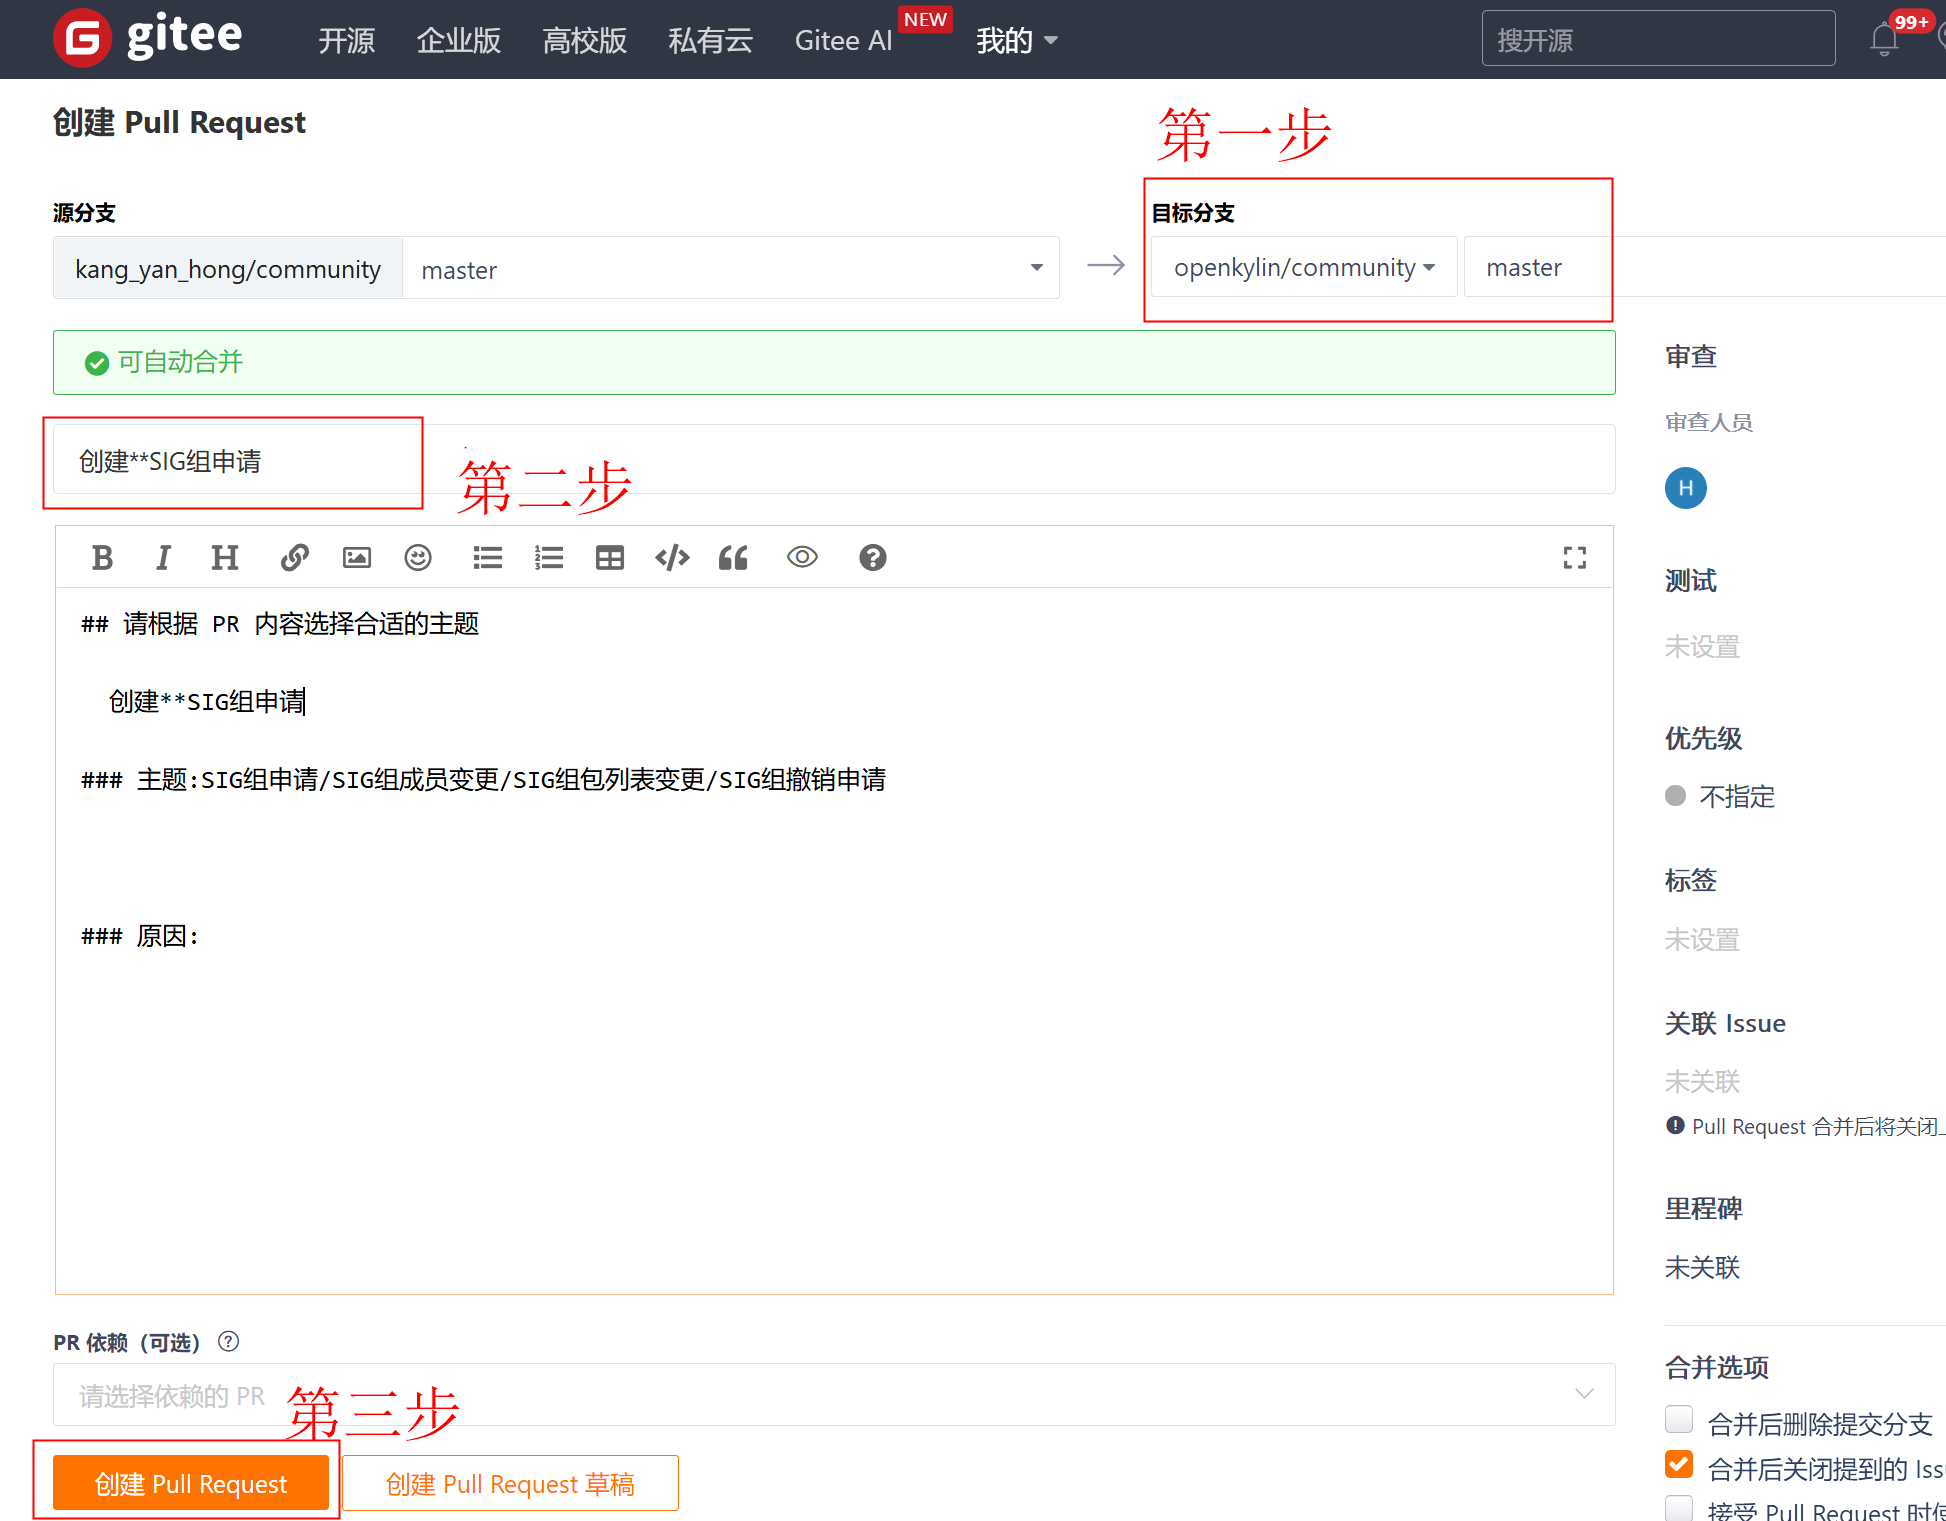 gitee 开源 企业版 高校版 私有云 Gitee AI NEW 我的 搜开源 99+
创建 Pull Request
第一步
源分支
目标分支
kang_yan_hong/community master
openkylin/community master
可自动合并
创建**SIG组申请
第二步
## 请根据 PR 内容选择合适的主题
创建**SIG组申请
### 主题:SIG组申请/SIG组成员变更/SIG组包列表变更/SIG组撤销申请
### 原因:
审查
审查人员
H
测试
未设置
优先级
不指定
标签
未设置
关联 Issue
未关联
Pull Request 合并后将关闭
里程碑
未关联
PR 依赖（可选）
请选择依赖的 PR
第三步
创建 Pull Request
创建 Pull Request 草稿
合并选项
合并后删除提交分支
合并后关闭提到的 Iss
接受 Pull Request 时